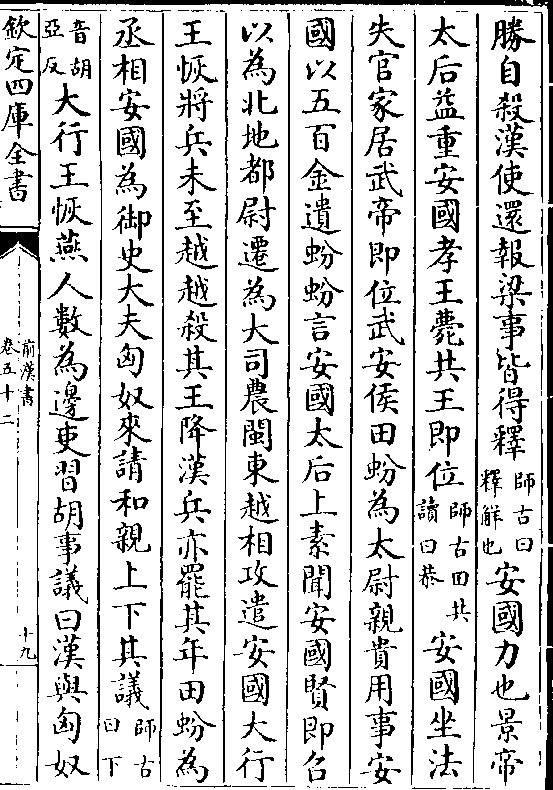 勝自殺漢使還報梁事皆得釋師古曰釋解也安國力也景帝
太后益重安國孝王薨共王即位師古曰共讀曰恭安國坐法
失官家居武帝即位武安侯田蚡為太尉親貴用事安
國以五百金遺蚡蚡言安國太后上素聞安國賢即召
以為北地都尉遷為大司農閩東越相攻遣安國大行
王恢將兵未至越越殺其王降漢兵亦罷其年田蚡為
丞相安國為御史大夫匈奴來請和親上下其議師古曰下
音胡亞反大行王恢燕人數為邊吏習胡事議曰漢與匈奴
欽定四庫全書
前漢書
卷五十二
十九